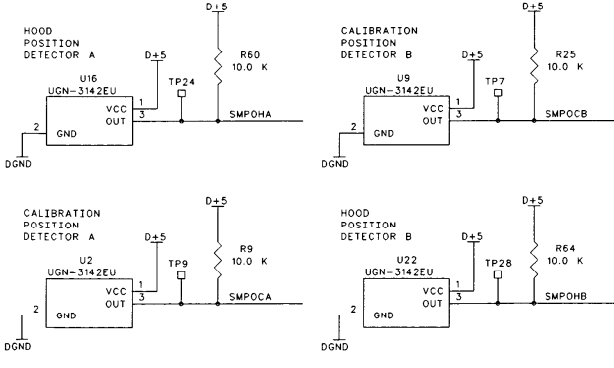 HOOD
POSITION
DETECTOR A
D+5
D+5
R60
10.0 K
TP24
U16
UGN-3142EU
VCC
OUT
GND
1
3
2
SMPOHA
DGND
CALIBRATION
POSITION
DETECTOR B
D+5
D+5
R25
10.0 K
TP7
U9
UGN-3142EU
VCC
OUT
GND
1
3
2
SMPOCB
DGND
CALIBRATION
POSITION
DETECTOR A
D+5
D+5
R9
10.0 K
TP9
U2
UGN-3142EU
VCC
OUT
GND
1
3
2
SMPOCA
DGND
HOOD
POSITION
DETECTOR B
D+5
D+5
R64
10.0 K
TP28
U22
UGN-3142EU
VCC
OUT
GND
1
3
2
SMPOHB
DGND